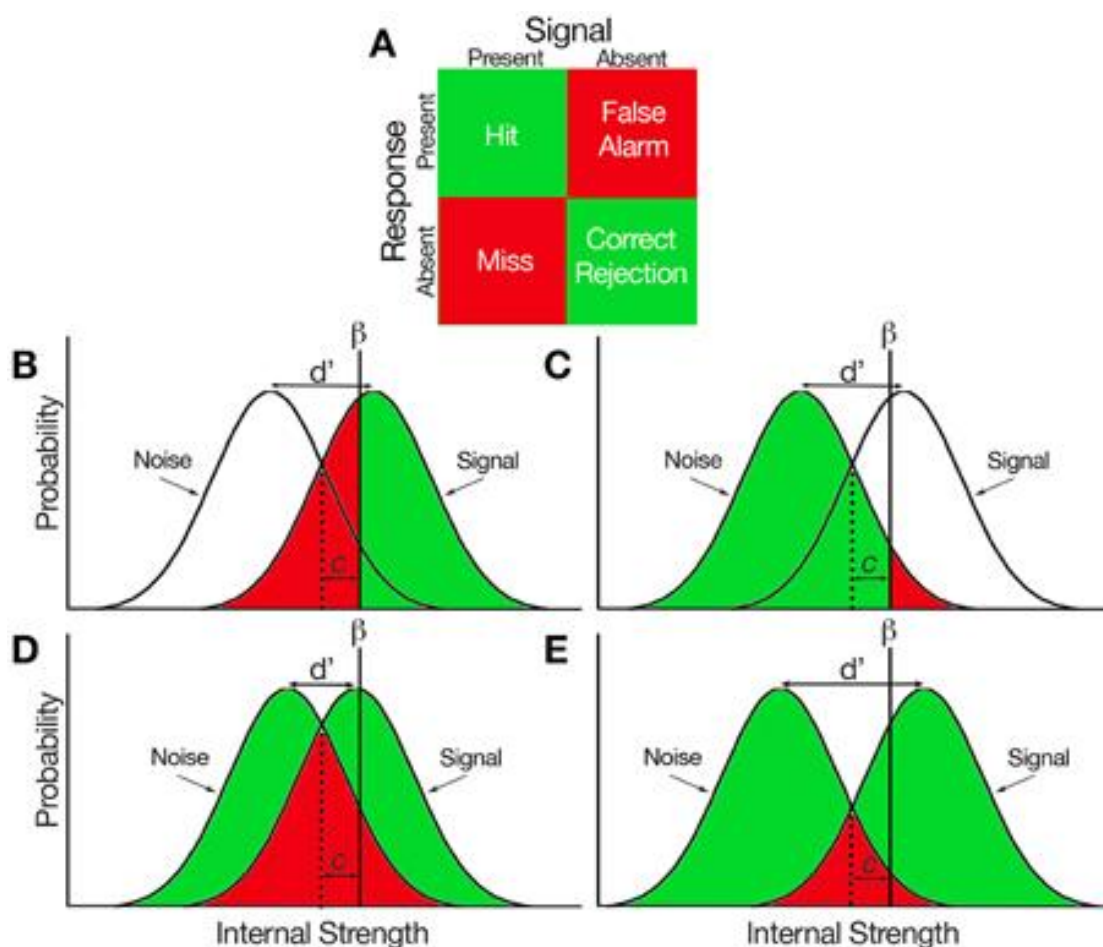 A
Signal
Present Absent
Response
Present
Absent
Hit
False
Alarm
Miss
Correct
Rejection
B
β
d'
Noise
Signal
c
Probability
C
β
d'
Noise
Signal
c
D
β
d'
Noise
Signal
c
Probability
Internal Strength
E
β
d'
Noise
Signal
c
Internal Strength